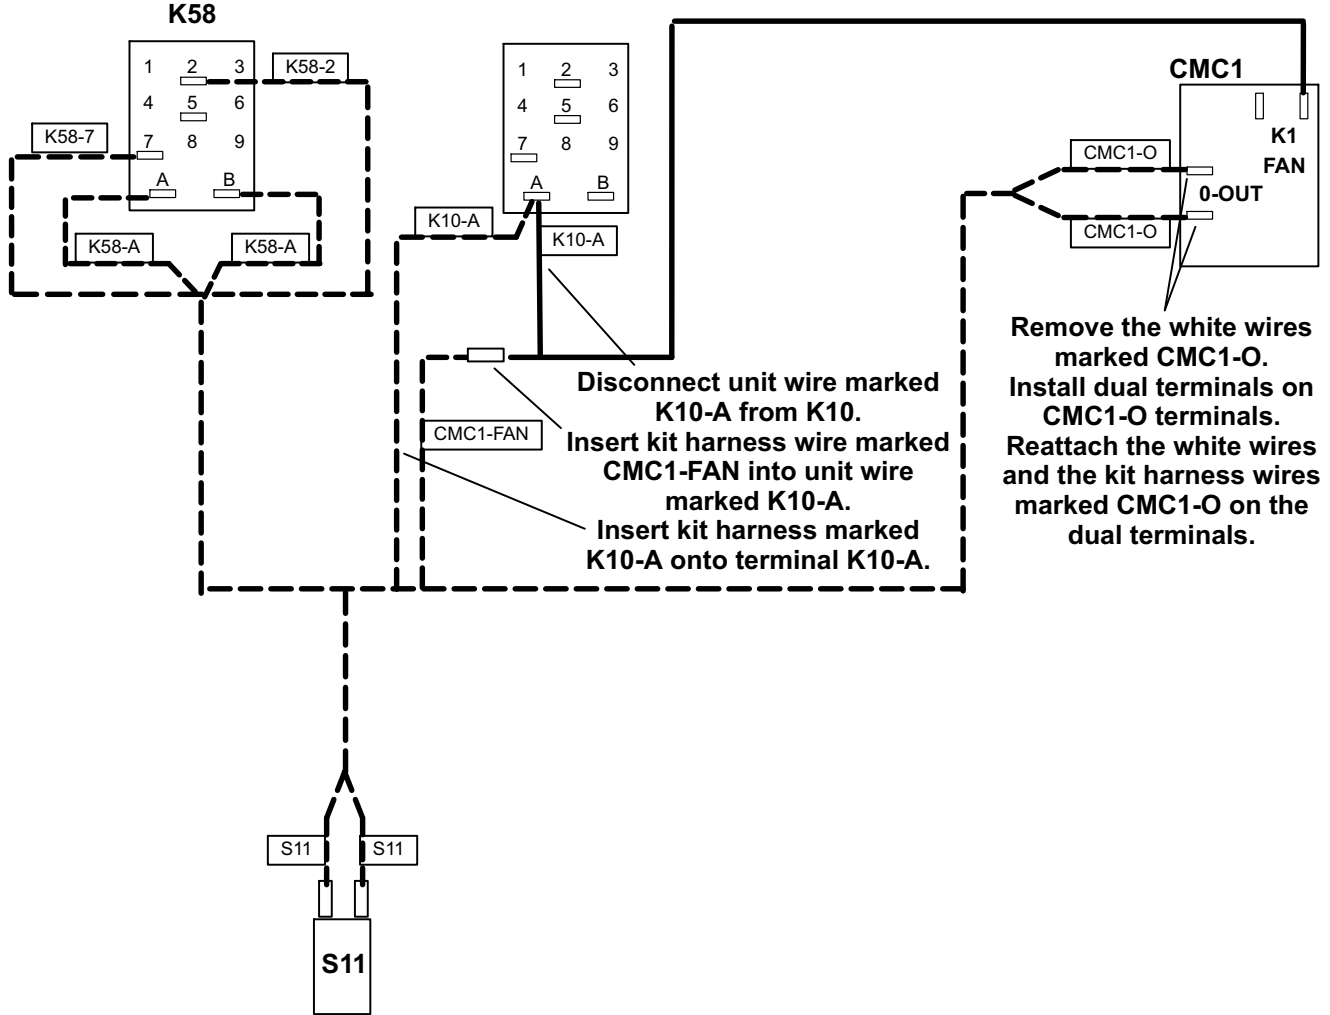 K58
1 2 3
K58-2
4 5 6
K58-7
7 8 9
A B
K58-A
K58-A
1 2 3
4 5 6
7 8 9
A B
K10-A
K10-A
CMC1-FAN
Disconnect unit wire marked
K10-A from K10.
Insert kit harness wire marked
CMC1-FAN into unit wire
marked K10-A.
Insert kit harness marked
K10-A onto terminal K10-A.
CMC1
K1
FAN
CMC1-O
0-OUT
CMC1-O
Remove the white wires
marked CMC1-O.
Install dual terminals on
CMC1-O terminals.
Reattach the white wires
and the kit harness wires
marked CMC1-O on the
dual terminals.
S11
S11
S11